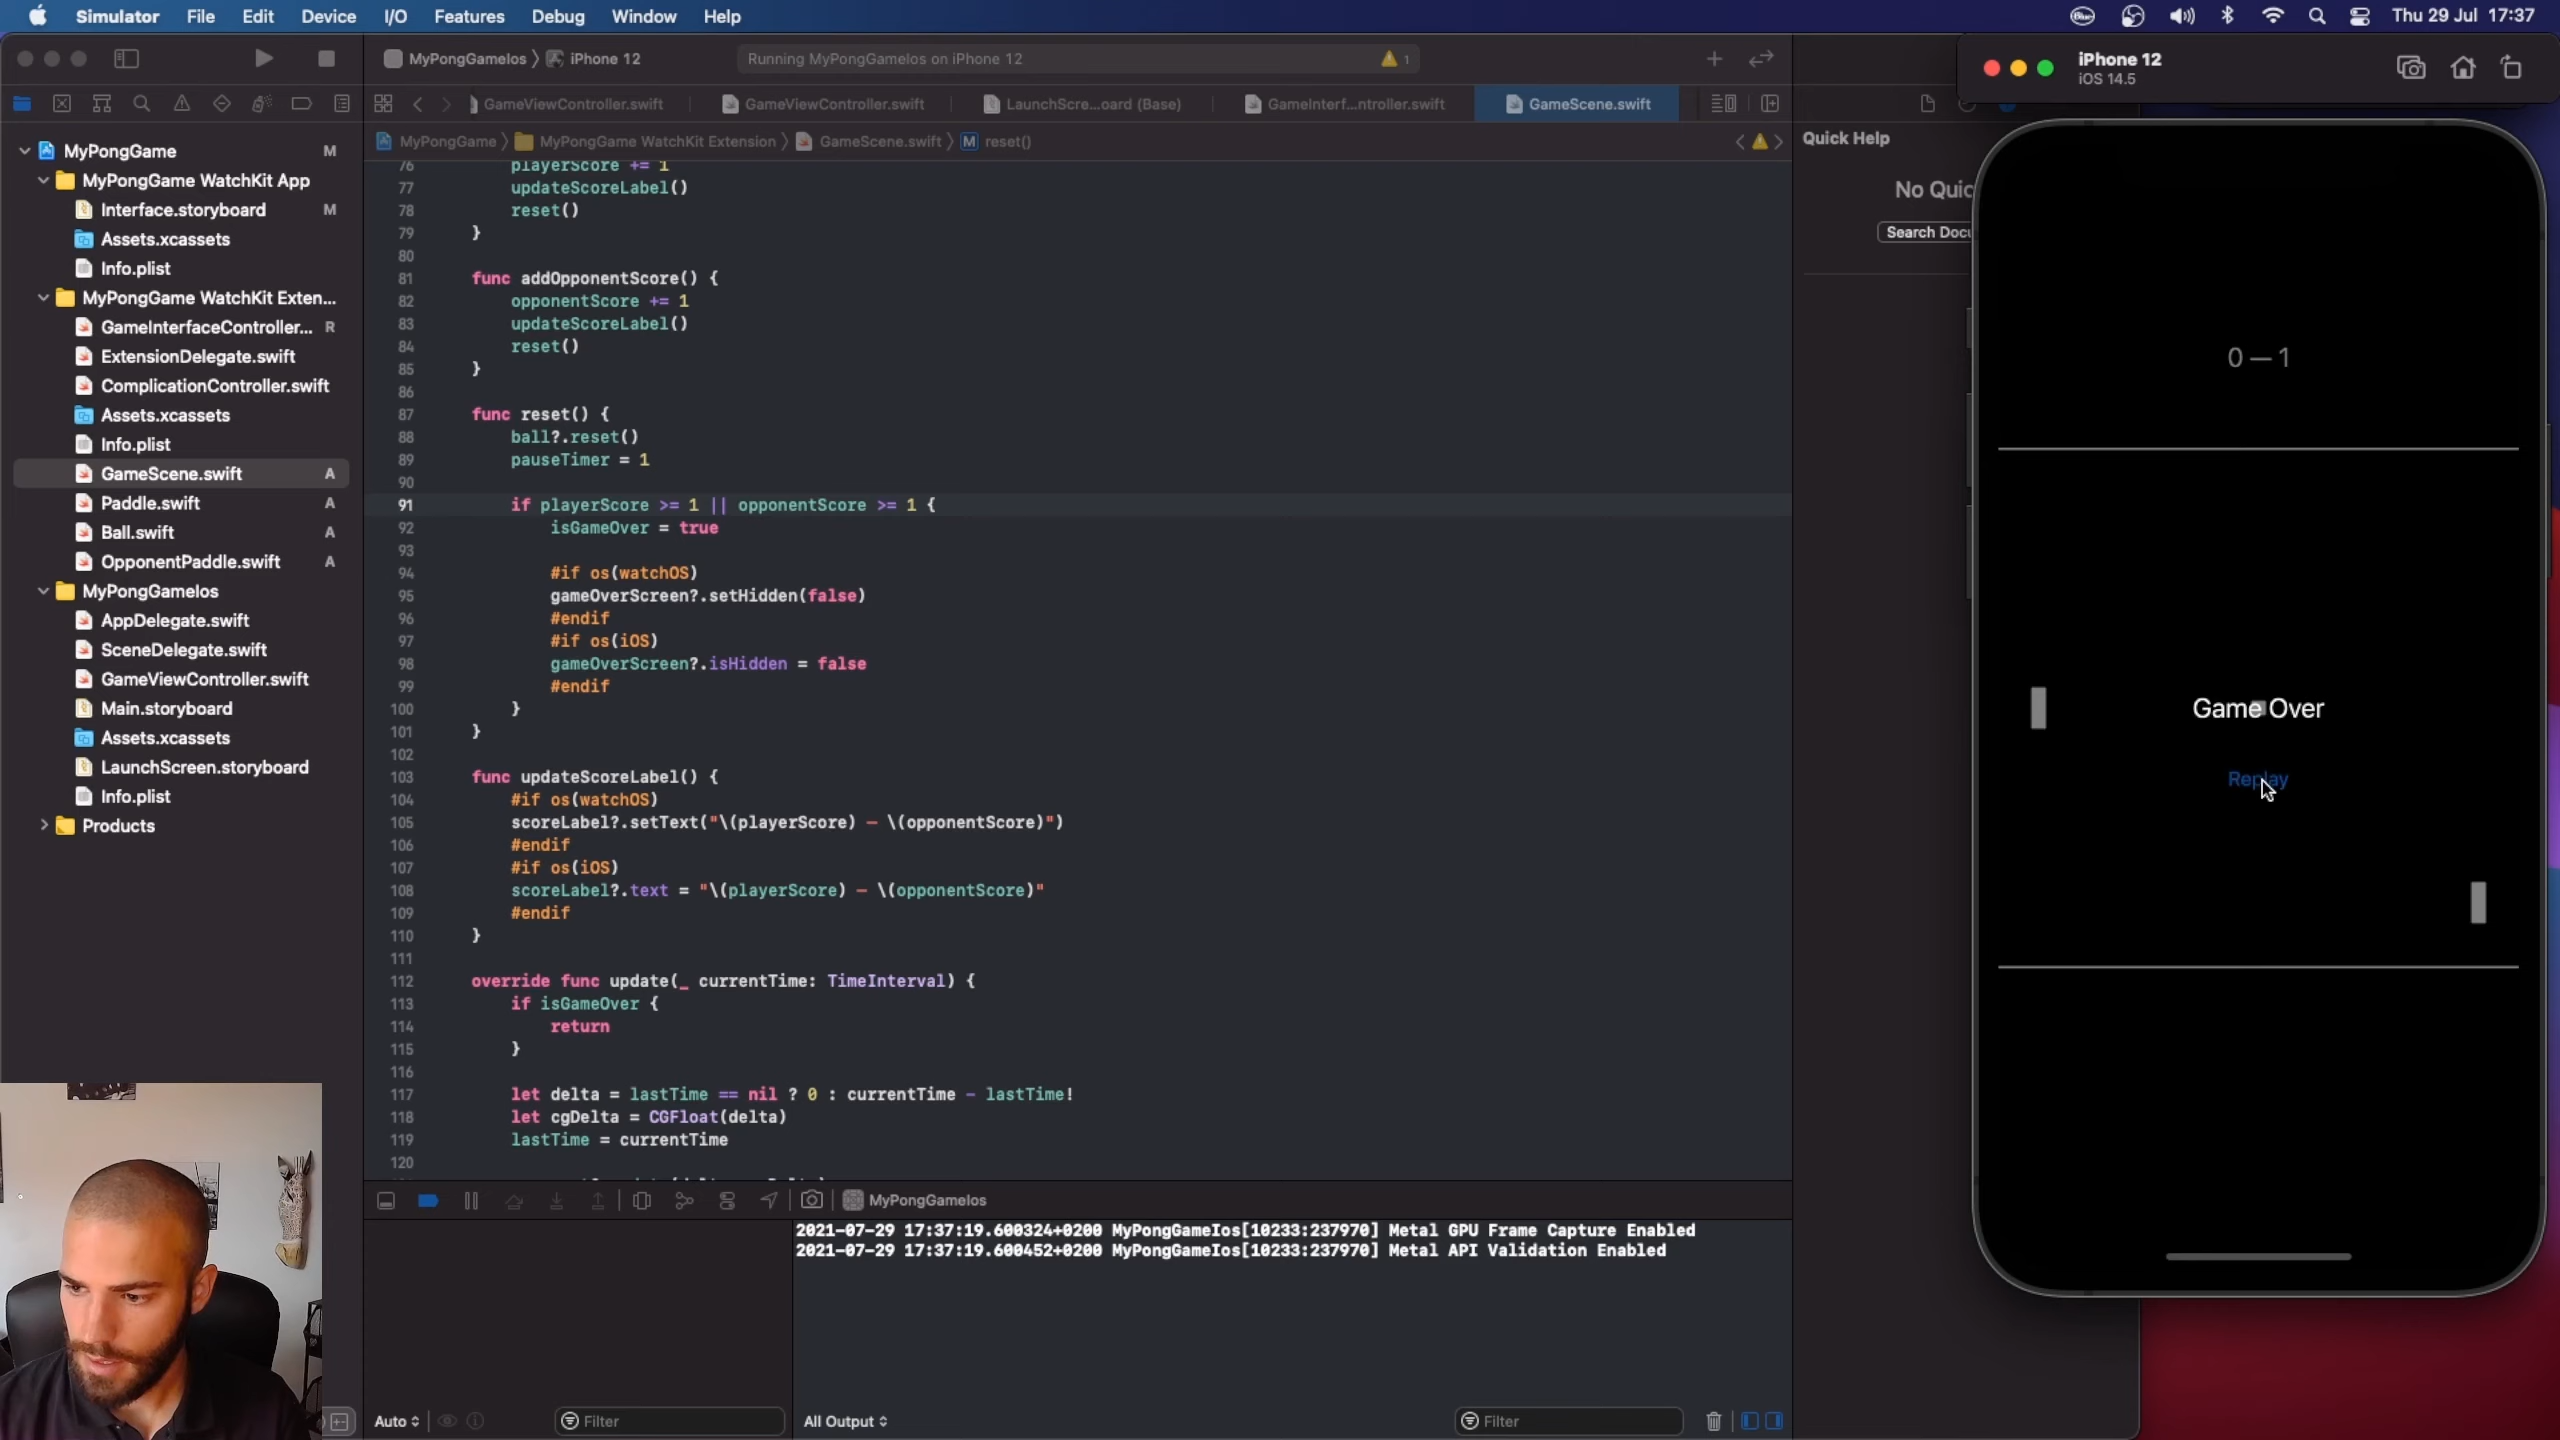 Simulator File Edit Device I/O Features Debug Window Help
Thu 29 Jul 17:37
MyPongGameIos
iPhone 12
Running MyPongGameIos on iPhone 12
1
iPhone 12
iOS 14.5
GameViewController.swift
GameViewController.swift
LaunchScre...oard (Base)
GameInterf...ntroller.swift
GameScene.swift
MyPongGame
MyPongGame WatchKit Extension
GameScene.swift
M reset()
Quick Help
No Quic
Search Docu
MyPongGame M
MyPongGame WatchKit App
Interface.storyboard M
Assets.xcassets
Info.plist
MyPongGame WatchKit Exten...
GameInterfaceController... R
ExtensionDelegate.swift
ComplicationController.swift
Assets.xcassets
Info.plist
GameScene.swift A
Paddle.swift A
Ball.swift A
OpponentPaddle.swift A
MyPongGameIos
AppDelegate.swift
SceneDelegate.swift
GameViewController.swift
Main.storyboard
Assets.xcassets
LaunchScreen.storyboard
Info.plist
Products
76 playerScore += 1
77 updateScoreLabel()
78 reset()
79 }
80
81 func addOpponentScore() {
82 opponentScore += 1
83 updateScoreLabel()
84 reset()
85 }
86
87 func reset() {
88 ball?.reset()
89 pauseTimer = 1
90
91 if playerScore >= 1 || opponentScore >= 1 {
92 isGameOver = true
93
94 #if os(watchOS)
95 gameOverScreen?.setHidden(false)
96 #endif
97 #if os(iOS)
98 gameOverScreen?.isHidden = false
99 #endif
100 }
101 }
102
103 func updateScoreLabel() {
104 #if os(watchOS)
105 scoreLabel?.setText("\(playerScore) — \(opponentScore)")
106 #endif
107 #if os(iOS)
108 scoreLabel?.text = "\(playerScore) — \(opponentScore)"
109 #endif
110 }
111
112 override func update(_ currentTime: TimeInterval) {
113 if isGameOver {
114 return
115 }
116
117 let delta = lastTime == nil ? 0 : currentTime - lastTime!
118 let cgDelta = CGFloat(delta)
119 lastTime = currentTime
120
0 — 1
Game Over
Replay
MyPongGameIos
2021-07-29 17:37:19.600324+0200 MyPongGameIos[10233:237970] Metal GPU Frame Capture Enabled
2021-07-29 17:37:19.600452+0200 MyPongGameIos[10233:237970] Metal API Validation Enabled
Auto
Filter
All Output
Filter